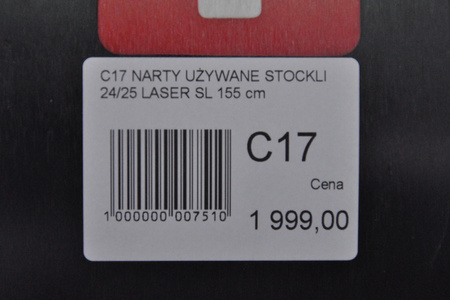 C17 NARTY UŻYWANE STOCKLI
24/25 LASER SL 155 cm
C17
Cena
1 000000 007510
1 999,00